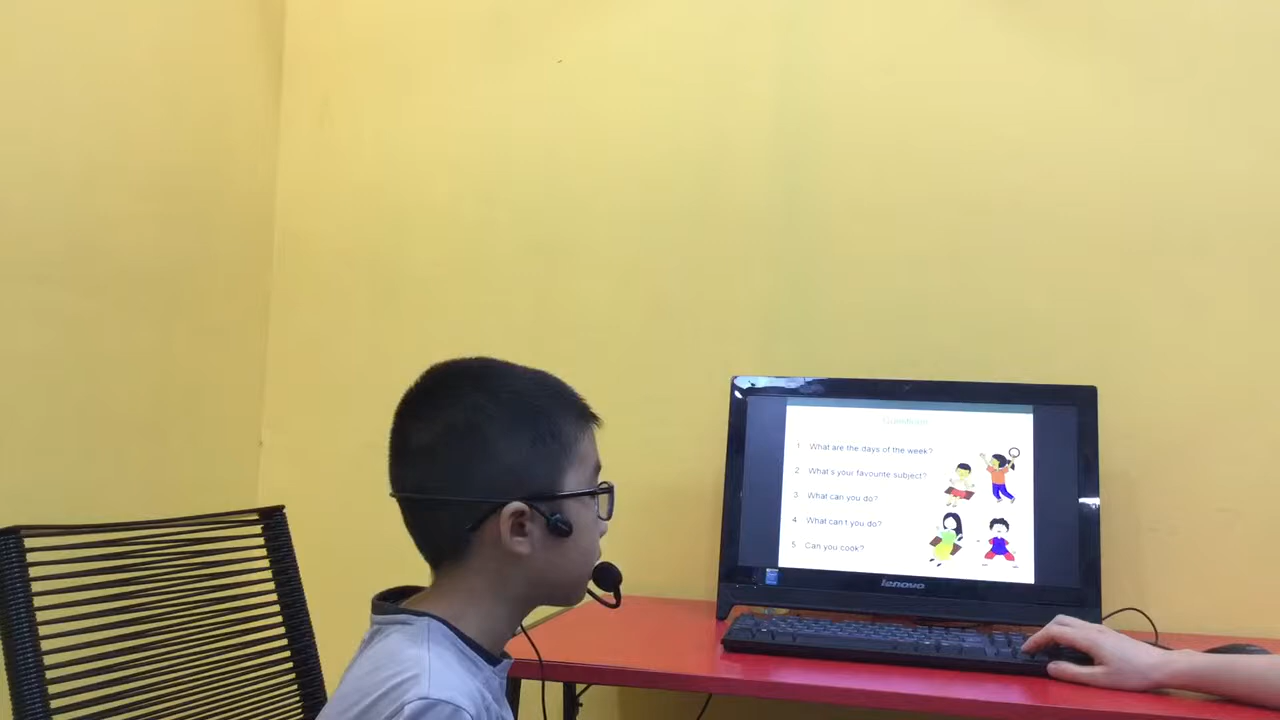 Questions
1. What are the days of the week?
2. What's your favourite subject?
3. What can you do?
4. What can't you do?
5. Can you cook?
lenovo